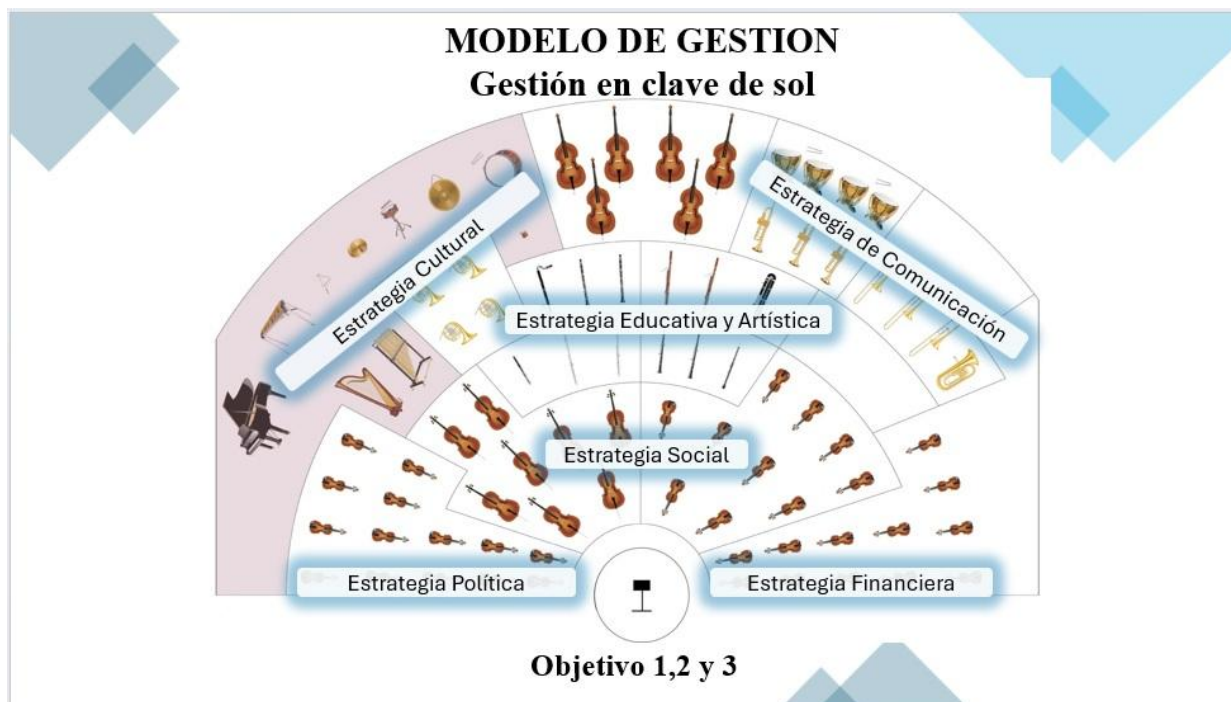 MODELO DE GESTION
Gestión en clave de sol
Estrategia Cultural
Estrategia de Comunicación
Estrategia Educativa y Artística
Estrategia Social
Estrategia Política
Estrategia Financiera
Objetivo 1,2 y 3